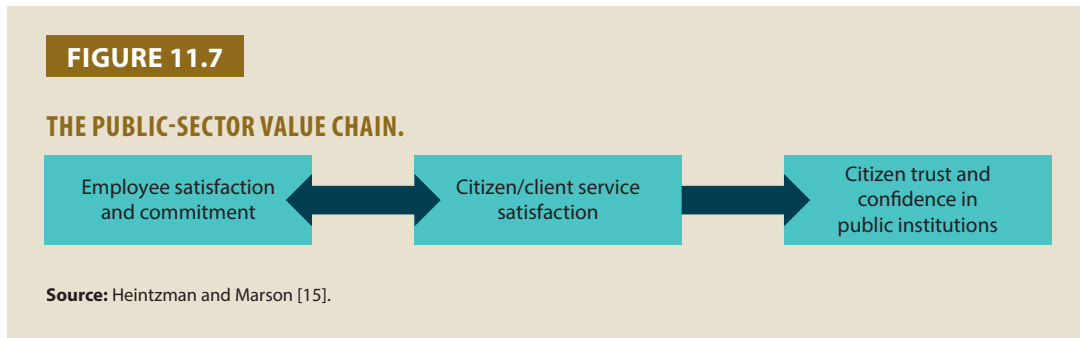 FIGURE 11.7
THE PUBLIC-SECTOR VALUE CHAIN.
Employee satisfaction
and commitment
Citizen/client service
satisfaction
Citizen trust and
confidence in
public institutions
Source: Heintzman and Marson [15].